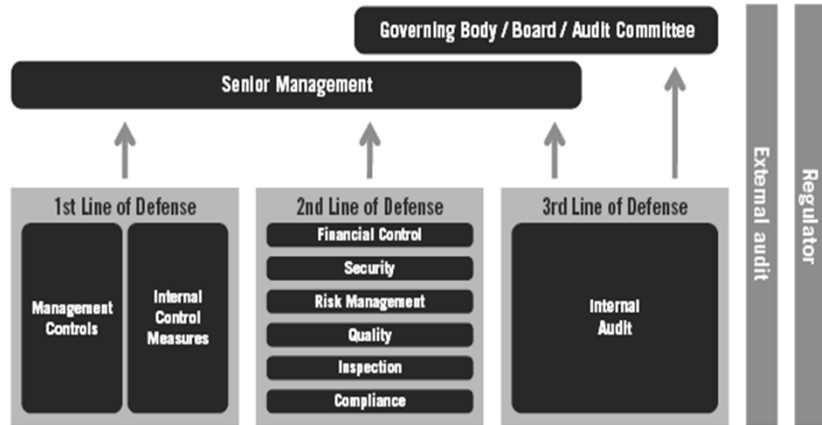 Governing Body / Board / Audit Committee
Senior Management
1st Line of Defense
Management
Controls
Internal
Control
Measures
2nd Line of Defense
Financial Control
Security
Risk Management
Quality
Inspection
Compliance
3rd Line of Defense
Internal
Audit
External audit
Regulator